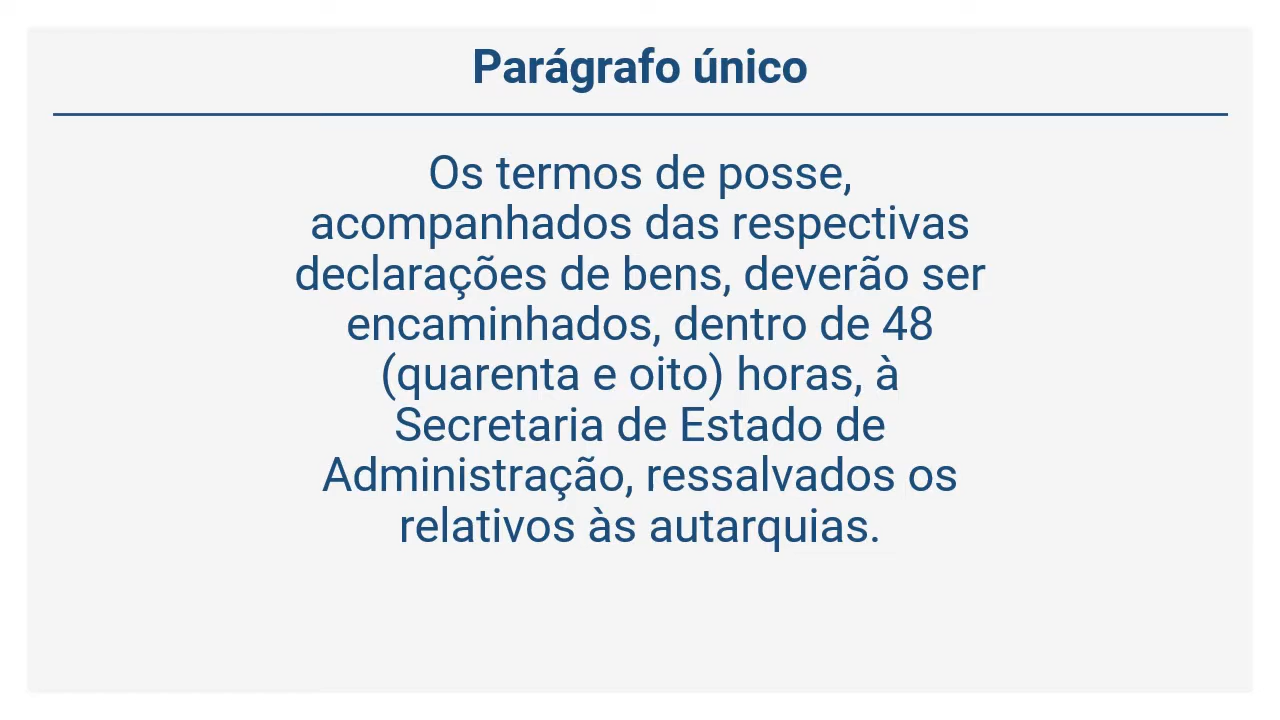 Parágrafo único
Os termos de posse,
acompanhados das respectivas
declarações de bens, deverão ser
encaminhados, dentro de 48
(quarenta e oito) horas, à
Secretaria de Estado de
Administração, ressalvados os
relativos às autarquias.